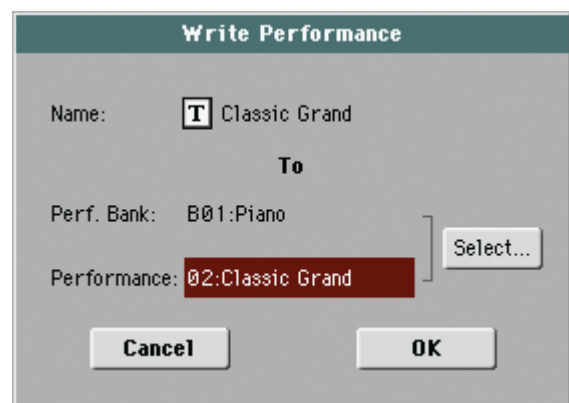 Write Performance
Name: T Classic Grand
To
Perf. Bank: B01:Piano
Select...
Performance: 02:Classic Grand
Cancel OK